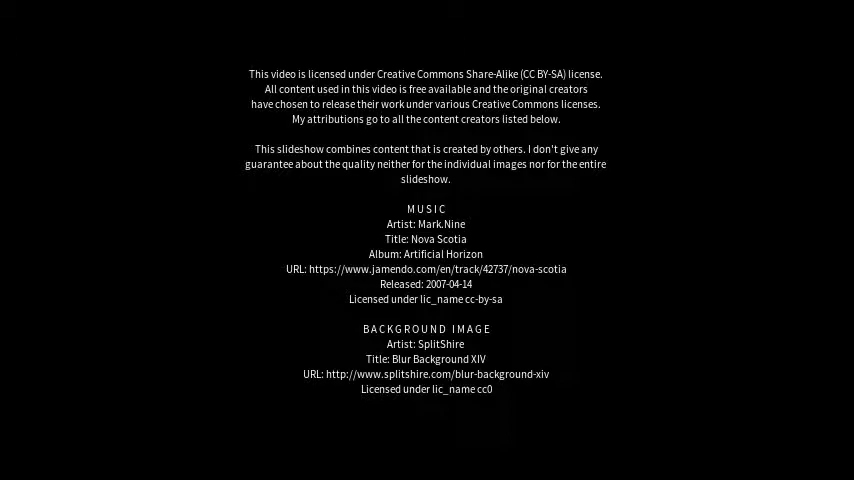 This video is licensed under Creative Commons Share-Alike (CC BY-SA) license.
All content used in this video is free available and the original creators
have chosen to release their work under various Creative Commons licenses.
My attributions go to all the content creators listed below.
This slideshow combines content that is created by others. I don't give any
guarantee about the quality neither for the individual images nor for the entire
slideshow.
MUSIC
Artist: Mark.Nine
Title: Nova Scotia
Album: Artificial Horizon
URL: https://www.jamendo.com/en/track/42737/nova-scotia
Released: 2007-04-14
Licensed under lic_name cc-by-sa
BACKGROUND IMAGE
Artist: SplitShire
Title: Blur Background XIV
URL: http://www.splitshire.com/blur-background-xiv
Licensed under lic_name cc0